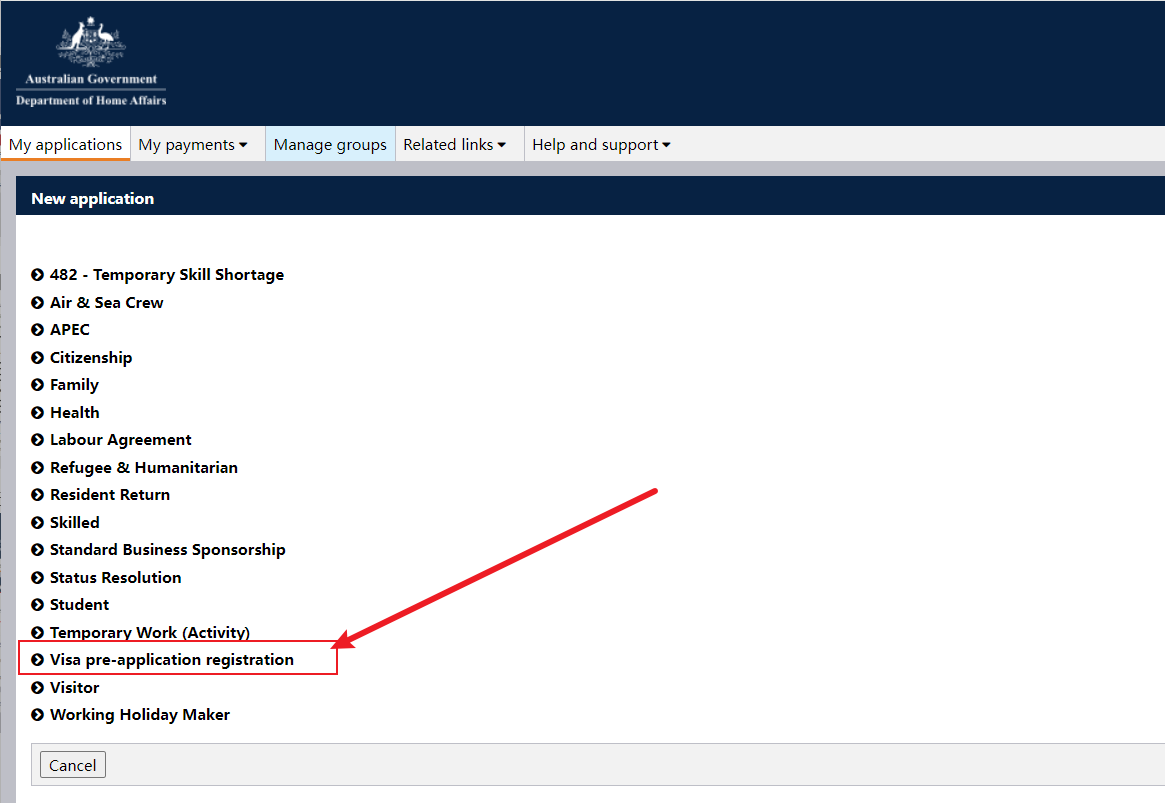 Australian Government
Department of Home Affairs
My applications My payments Manage groups Related links Help and support
New application
482 - Temporary Skill Shortage
Air & Sea Crew
APEC
Citizenship
Family
Health
Labour Agreement
Refugee & Humanitarian
Resident Return
Skilled
Standard Business Sponsorship
Status Resolution
Student
Temporary Work (Activity)
Visa pre-application registration
Visitor
Working Holiday Maker
Cancel